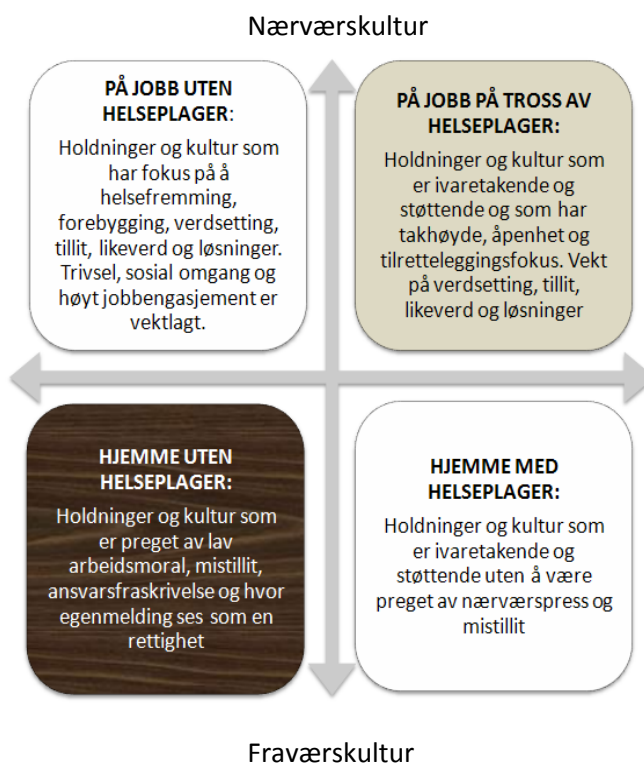 Nærværskultur
PÅ JOBB UTEN
HELSEPLAGER:
Holdninger og kultur som
har fokus på å
helsefremming,
forebygging, verdsetting,
tillit, likeverd og løsninger.
Trivsel, sosial omgang og
høyt jobbengasjement er
vektlagt.
PÅ JOBB PÅ TROSS AV
HELSEPLAGER:
Holdninger og kultur som
er ivaretakende og
støttende og som har
takhøyde, åpenhet og
tilretteleggingsfokus. Vekt
på verdsetting, tillit,
likeverd og løsninger
HJEMME UTEN
HELSEPLAGER:
Holdninger og kultur som
er preget av lav
arbeidsmoral, mistillit,
ansvarsfraskrivelse og hvor
egenmelding ses som en
rettighet
HJEMME MED
HELSEPLAGER:
Holdninger og kultur som
er ivaretakende og
støttende uten å være
preget av nærværspress og
mistillit
Fraværskultur